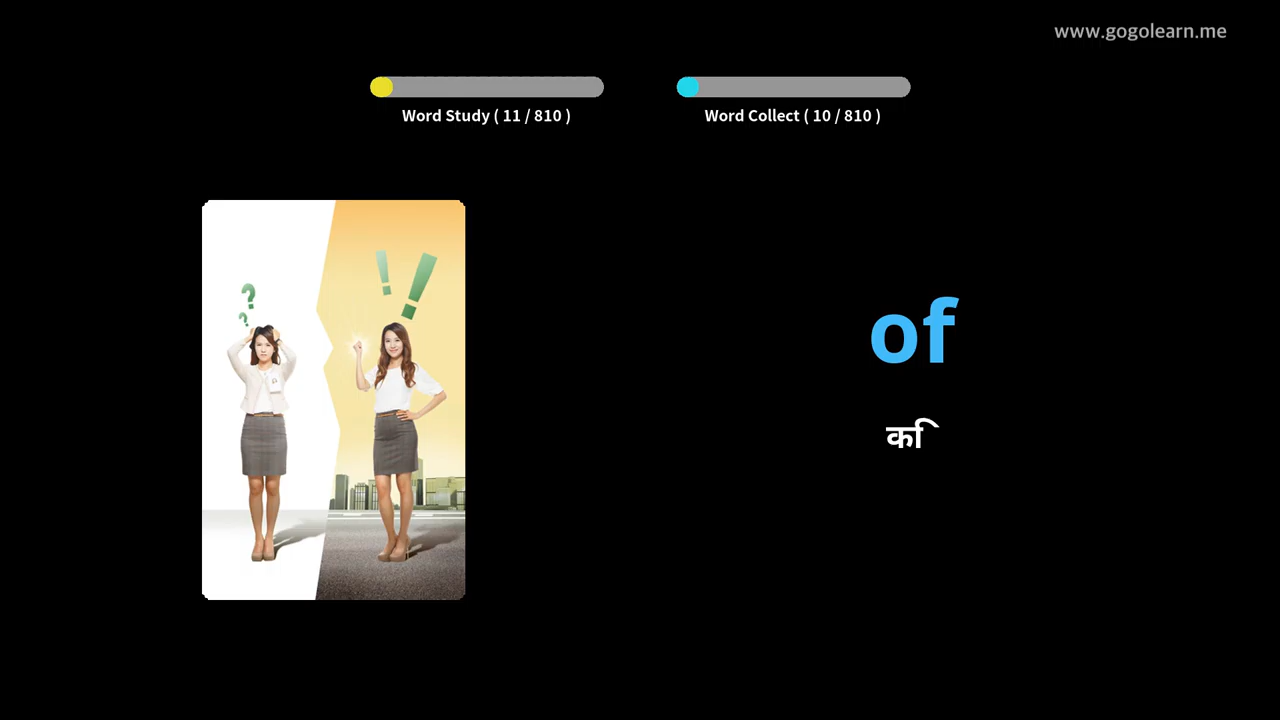 www.gogolearn.me
Word Study ( 11 / 810 )
Word Collect ( 10 / 810 )
? ! !
?
of
कि